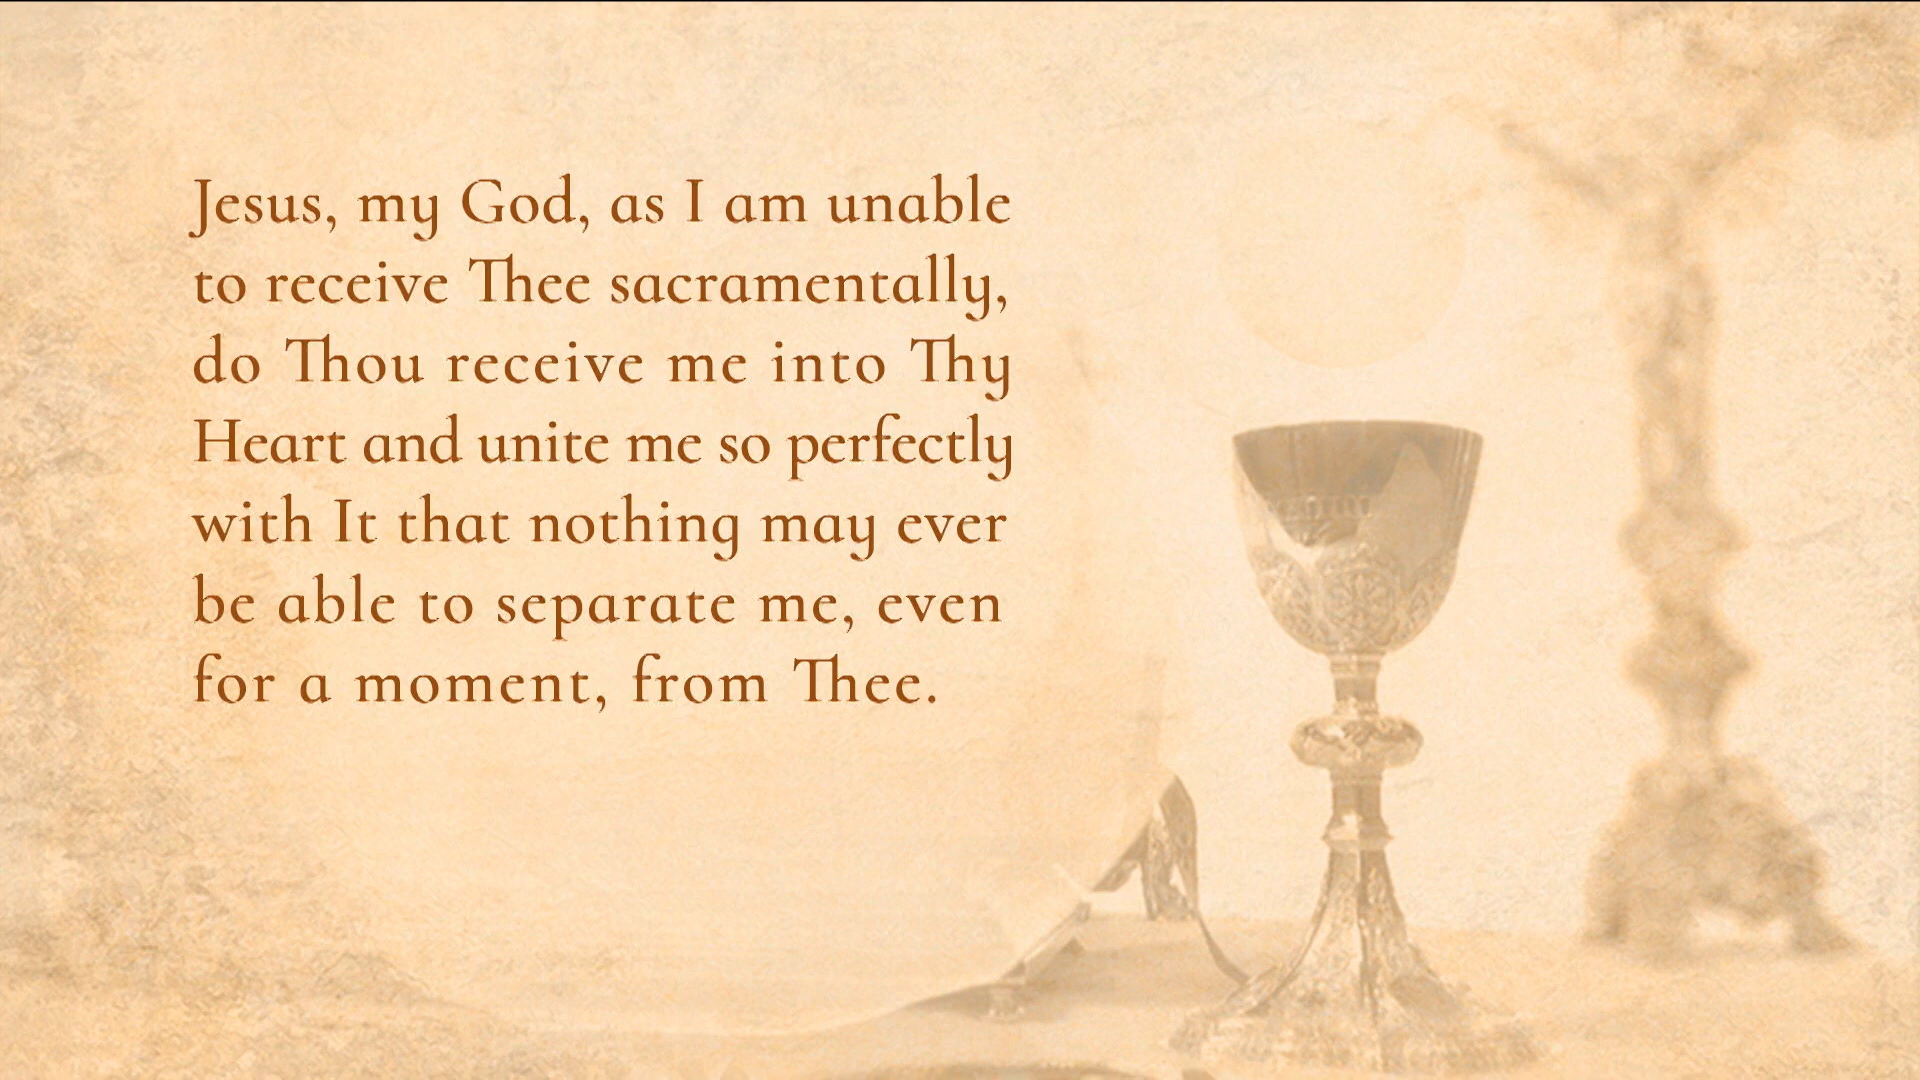 Jesus, my God, as I am unable
to receive Thee sacramentally,
do Thou receive me into Thy
Heart and unite me so perfectly
with It that nothing may ever
be able to separate me, even
for a moment, from Thee.